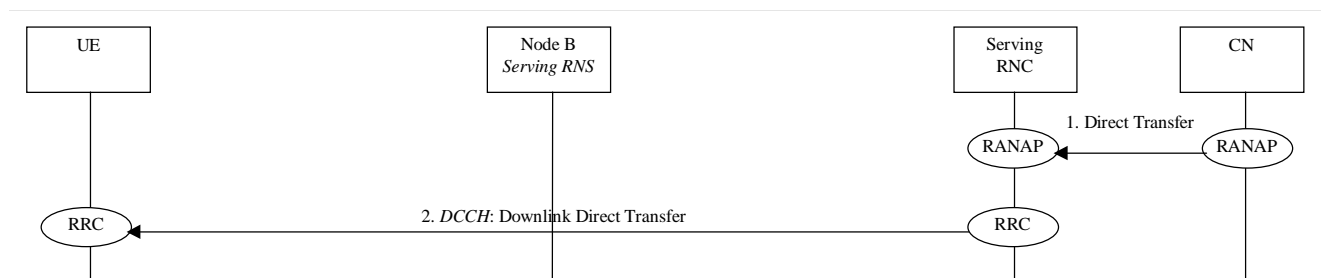 UE
Node B
Serving RNS
Serving
RNC
CN
1. Direct Transfer
RANAP
RANAP
2. DCCH: Downlink Direct Transfer
RRC
RRC